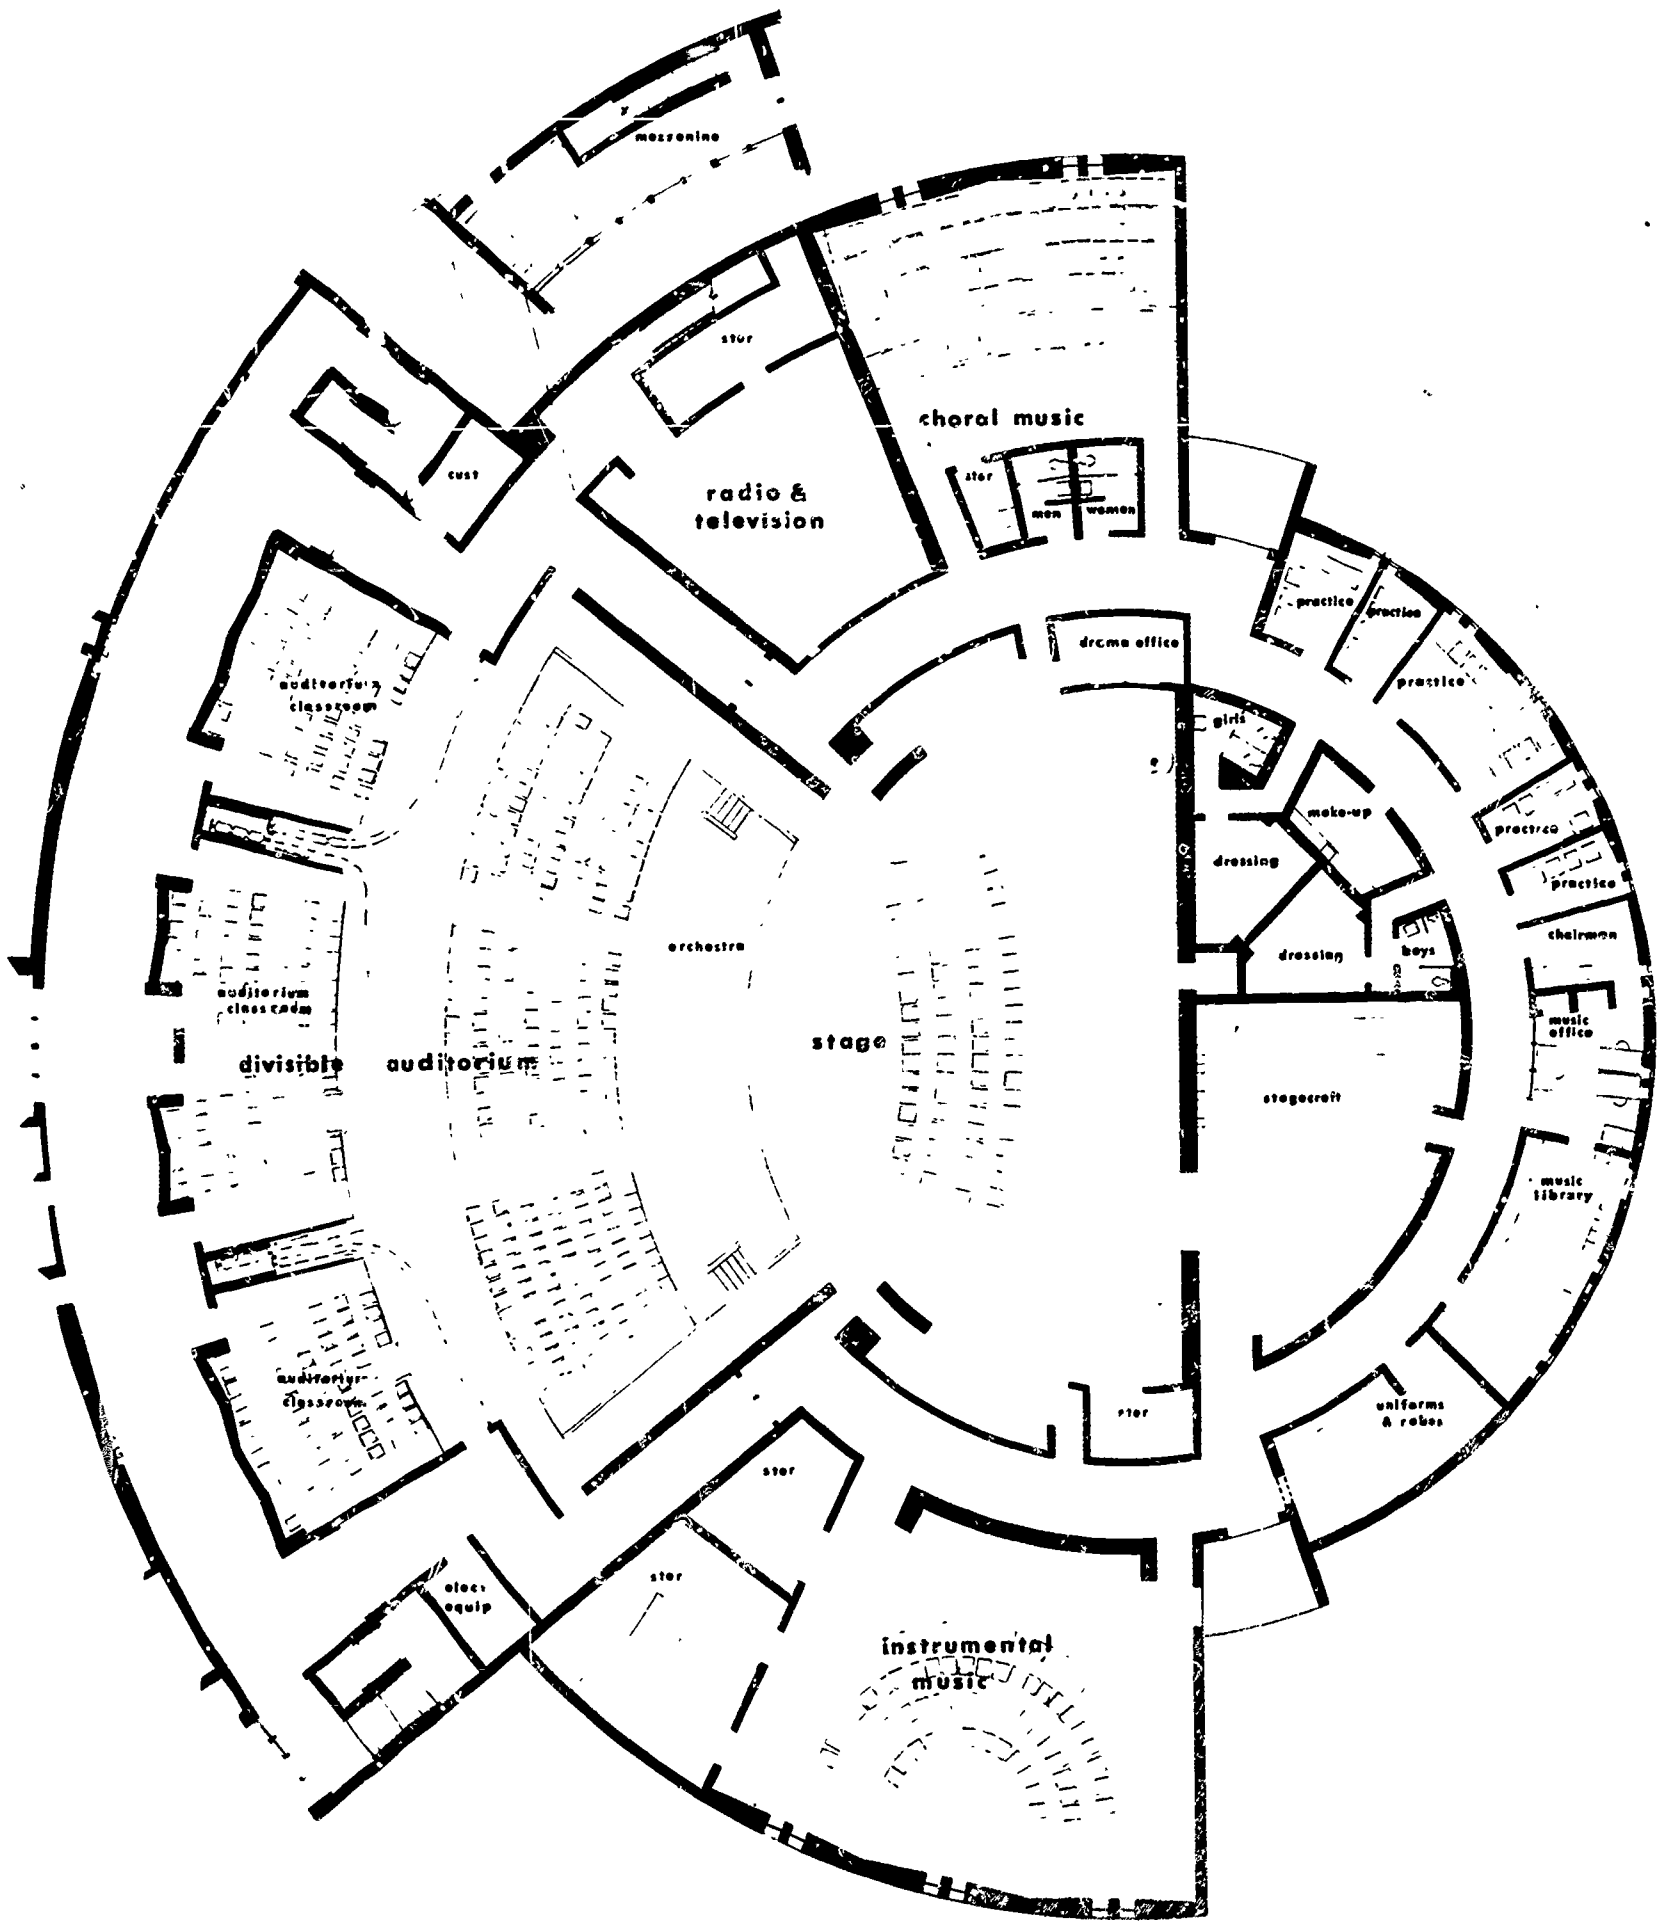 mezzanine
stor
choral music
cust
radio &
television
stor
men
women
practice
practice
drama office
practice
auditorium
classroom
girls
make-up
practice
dressing
practice
orchestra
chairman
boys
dressing
auditorium
classroom
music
office
stage
divisible auditorium
stagecraft
music
library
auditorium
classroom
uniforms
& robes
stor
stor
stor
elec
equip
instrumental
music